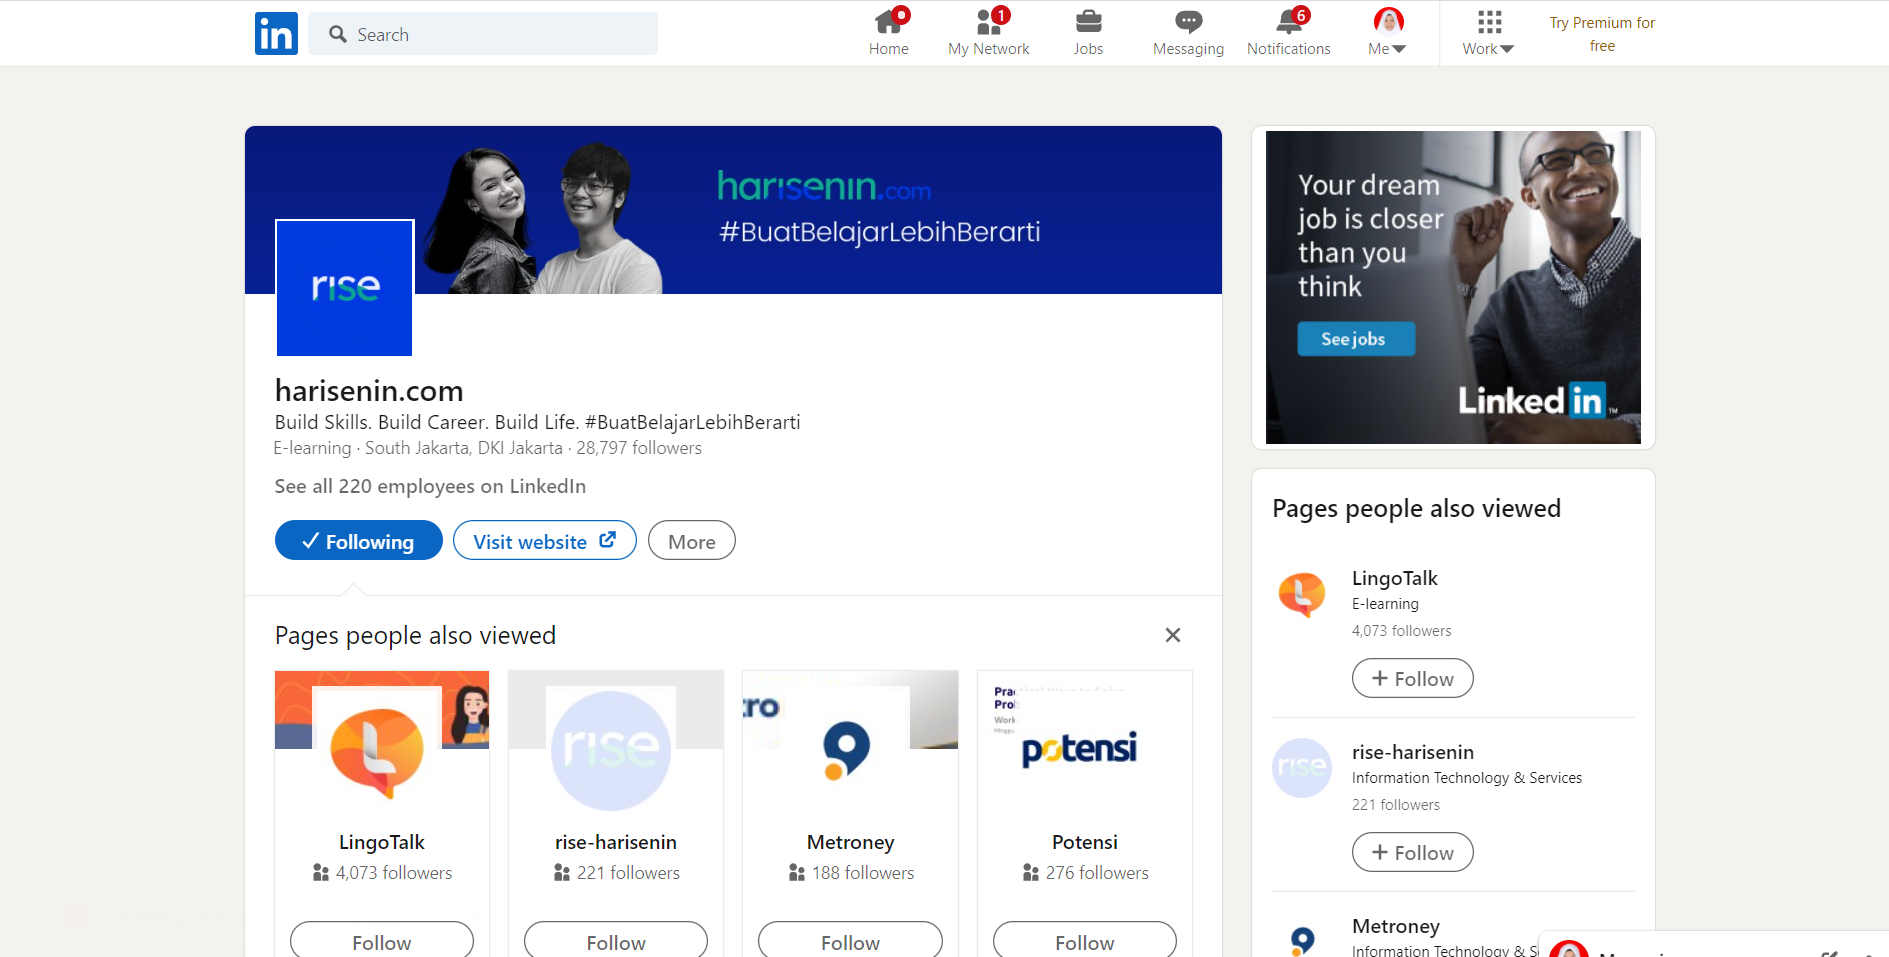 in
Search
Home
1
My Network
Jobs
Messaging
6
Notifications
Me
Work
Try Premium for
free
harisenin.com
#BuatBelajarLebihBerarti
rise
harisenin.com
Build Skills. Build Career. Build Life. #BuatBelajarLebihBerarti
E-learning · South Jakarta, DKI Jakarta · 28,797 followers
See all 220 employees on LinkedIn
Following
Visit website
More
Pages people also viewed
LingoTalk
4,073 followers
Follow
rise
rise-harisenin
221 followers
Follow
Metroney
188 followers
Follow
Work
potensi
Potensi
276 followers
Follow
Your dream
job is closer
than you
think
See jobs
Linked in TM
Pages people also viewed
LingoTalk
E-learning
4,073 followers
+ Follow
rise
rise-harisenin
Information Technology & Services
221 followers
+ Follow
Metroney
Information Technology & S